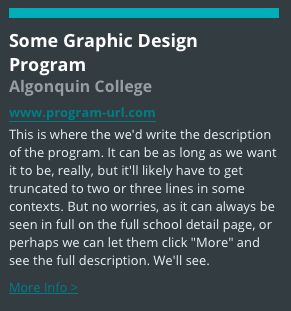 Some Graphic Design
Program
Algonquin College
www.program-url.com
This is where the we'd write the description
of the program. It can be as long as we want
it to be, really, but it'll likely have to get
truncated to two or three lines in some
contexts. But no worries, as it can always be
seen in full on the full school detail page, or
perhaps we can let them click "More" and
see the full description. We'll see.
More Info >